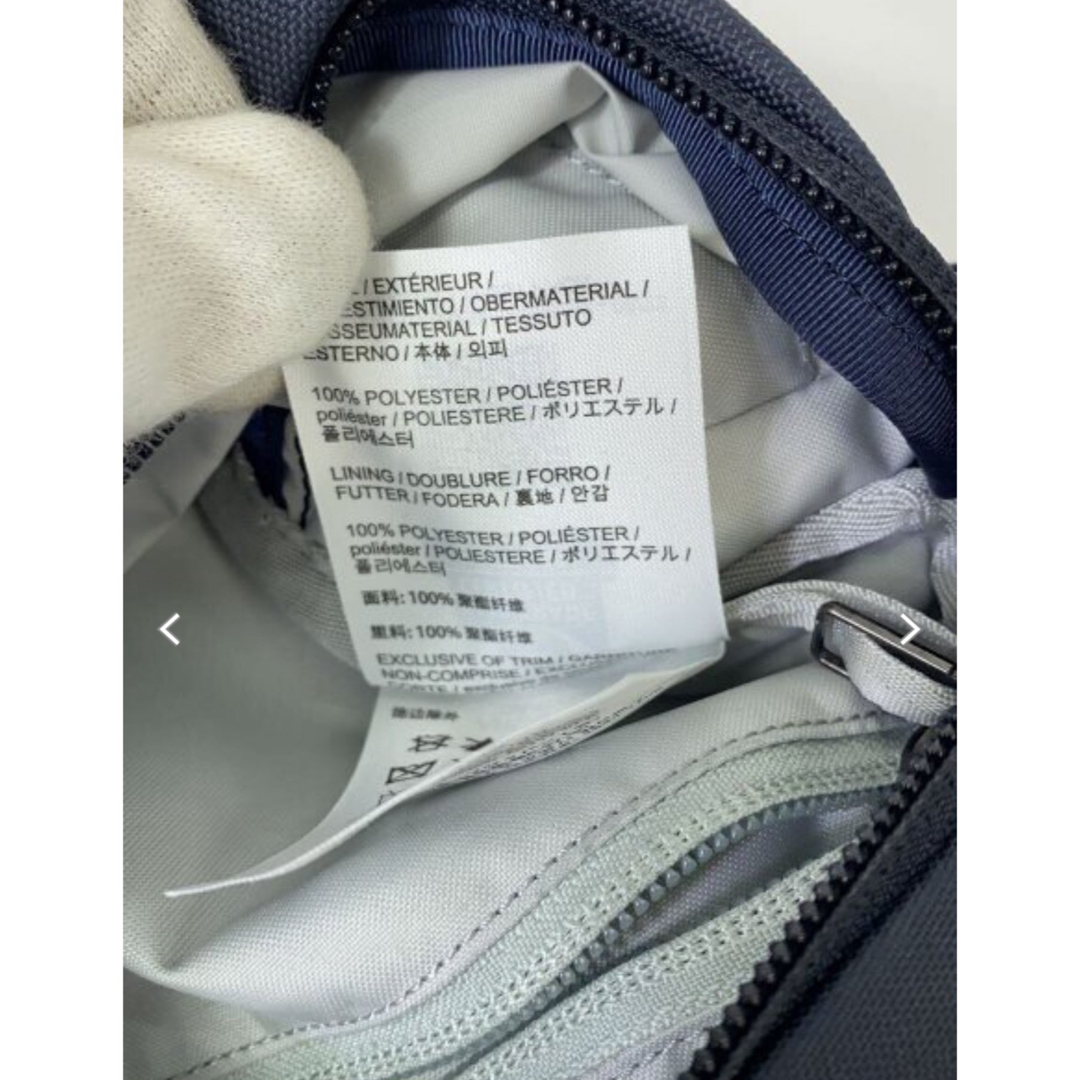 / EXTÉRIEUR /
/ OBERMATERIAL /
/ TESSUTO
ESTERNO / 本体 / 외피
100% POLYESTER / POLIÉSTER /
poliéster / POLIESTERE / ポリエステル /
폴리에스터
LINING / DOUBLURE / FORRO /
FUTTER / FODERA / 裏地 / 안감
100% POLYESTER / POLIÉSTER /
poliéster / POLIESTERE / ポリエステル /
폴리에스터
面料: 100% 聚酯纤维
里料: 100% 聚酯纤维
EXCLUSIVE OF TRIM /
NON-COMPRISE /